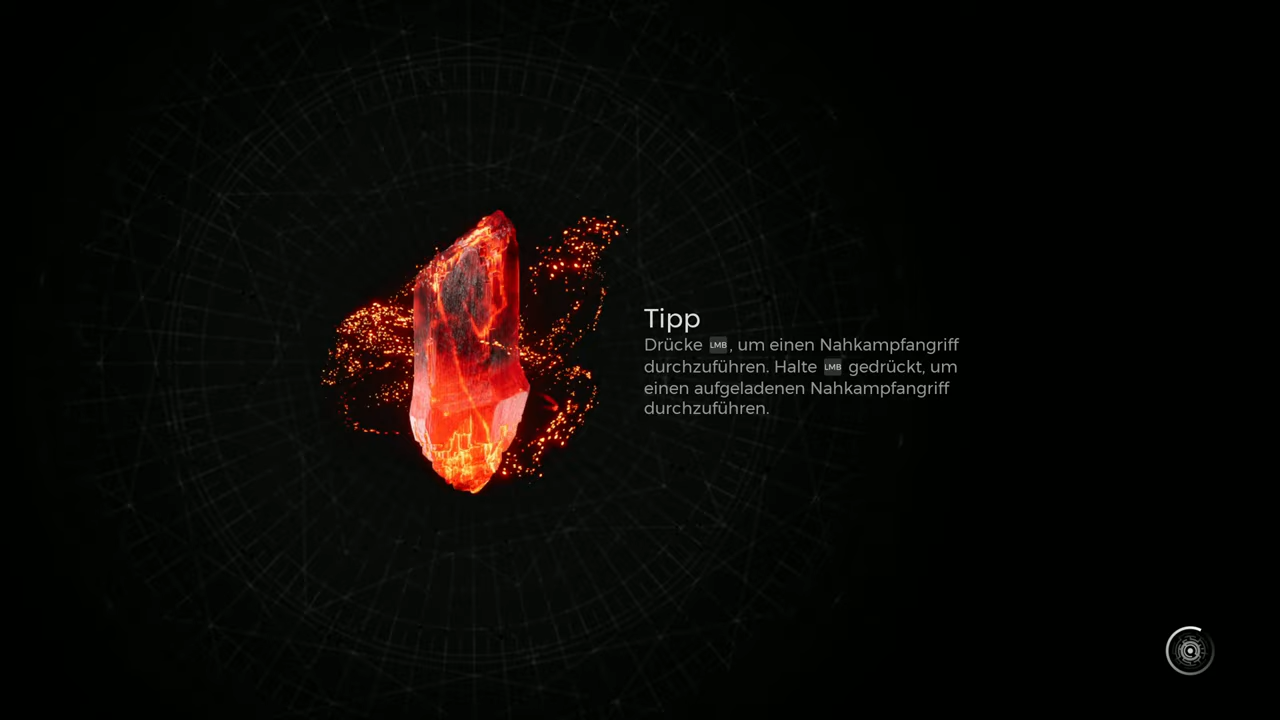 Tipp
Drücke LMB, um einen Nahkampfangriff
durchzuführen. Halte LMB gedrückt, um
einen aufgeladenen Nahkampfangriff
durchzuführen.